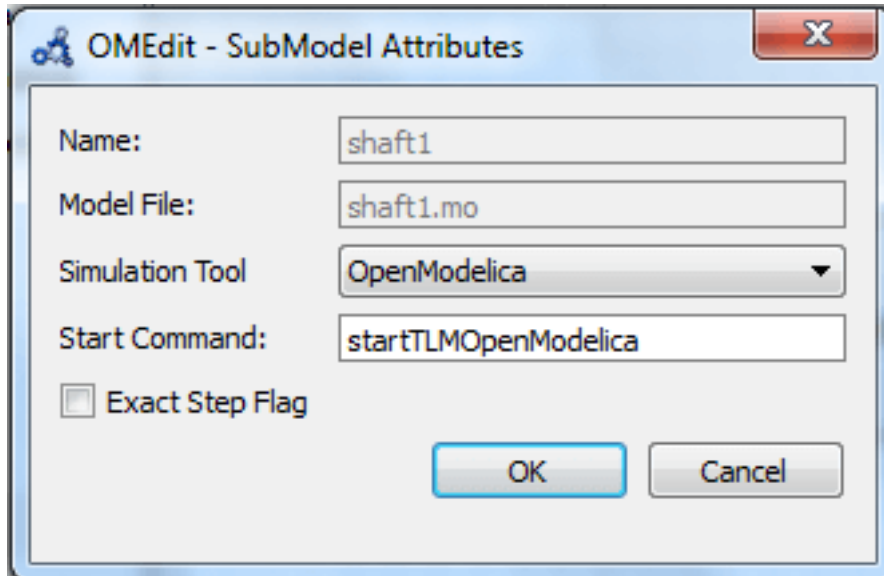 OMEdit - SubModel Attributes
Name: shaft1
Model File: shaft1.mo
Simulation Tool OpenModelica
Start Command: startTLMOpenModelica
Exact Step Flag
OK Cancel